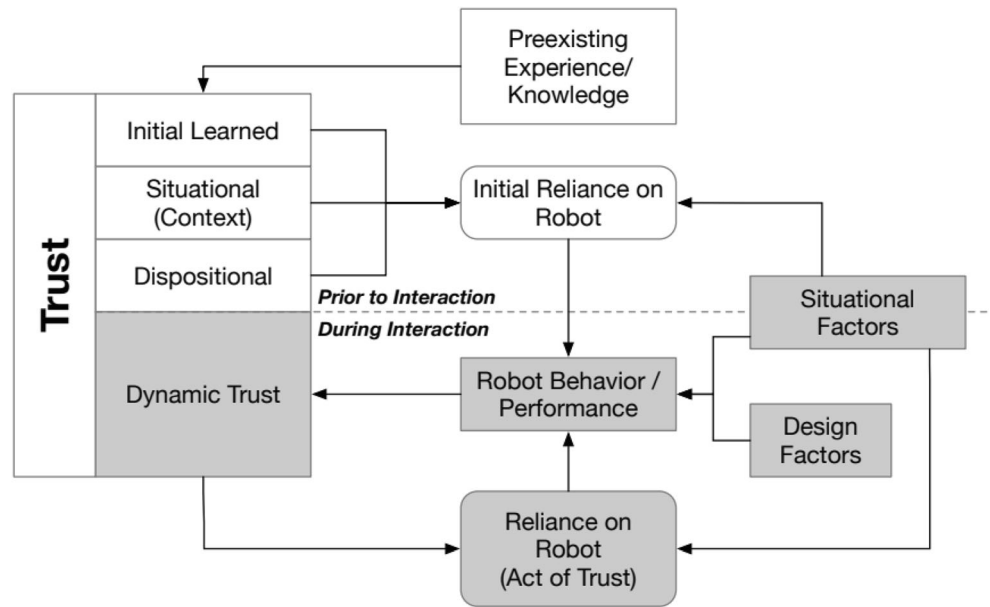 Preexisting
Experience/
Knowledge
Trust
Initial Learned
Situational
(Context)
Dispositional
Initial Reliance on
Robot
Prior to Interaction
During Interaction
Situational
Factors
Dynamic Trust
Robot Behavior /
Performance
Design
Factors
Reliance on
Robot
(Act of Trust)